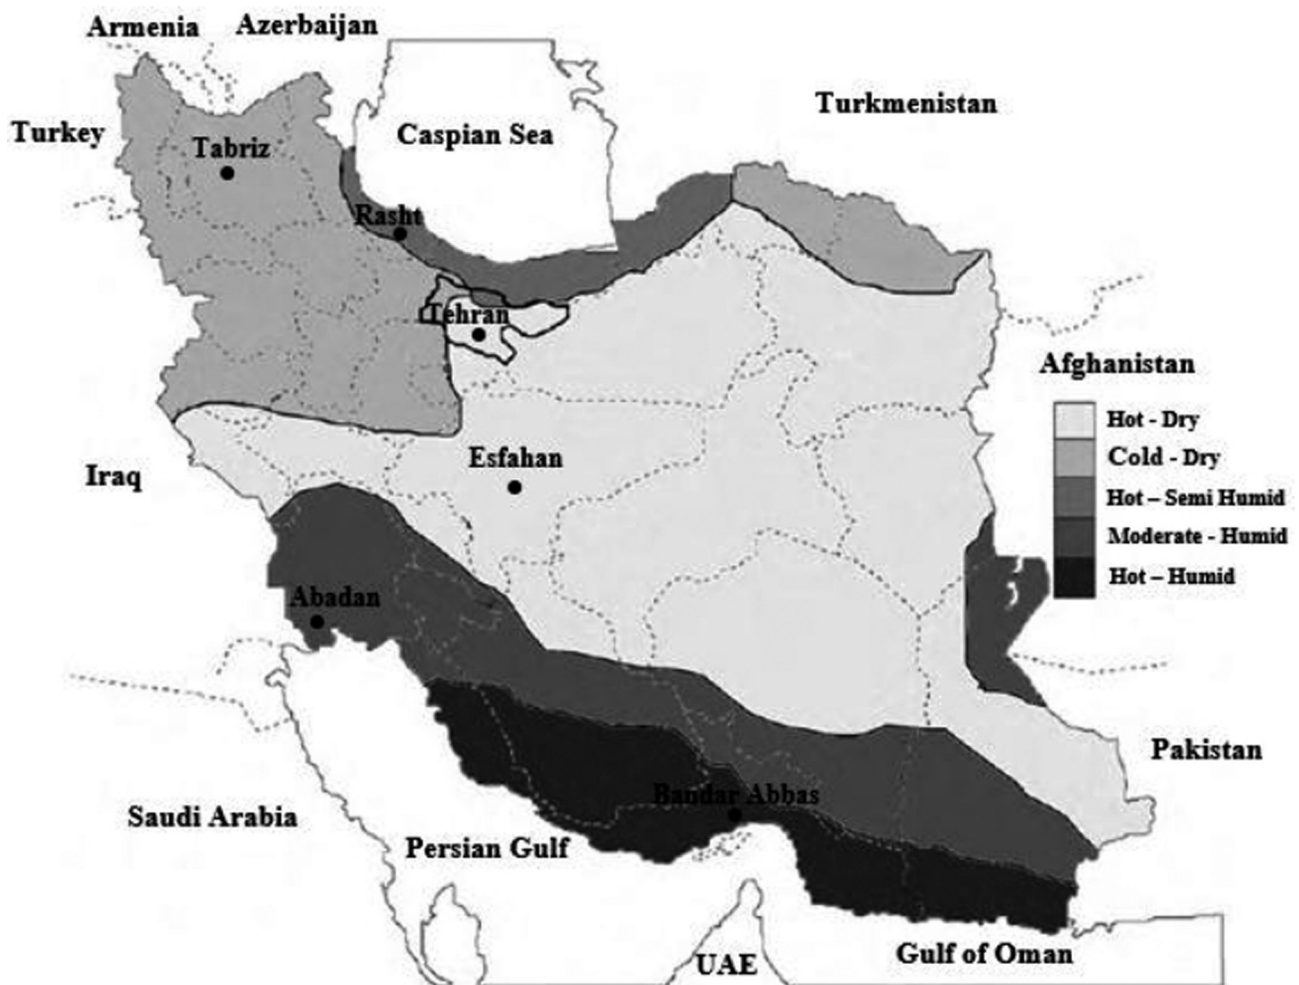 Armenia
Azerbaijan
Turkmenistan
Turkey
Caspian Sea
Tabriz
Rasht
Tehran
Afghanistan
Hot - Dry
Cold - Dry
Hot – Semi Humid
Moderate - Humid
Hot – Humid
Esfahan
Iraq
Abadan
Pakistan
Bandar Abbas
Saudi Arabia
Persian Gulf
Gulf of Oman
UAE